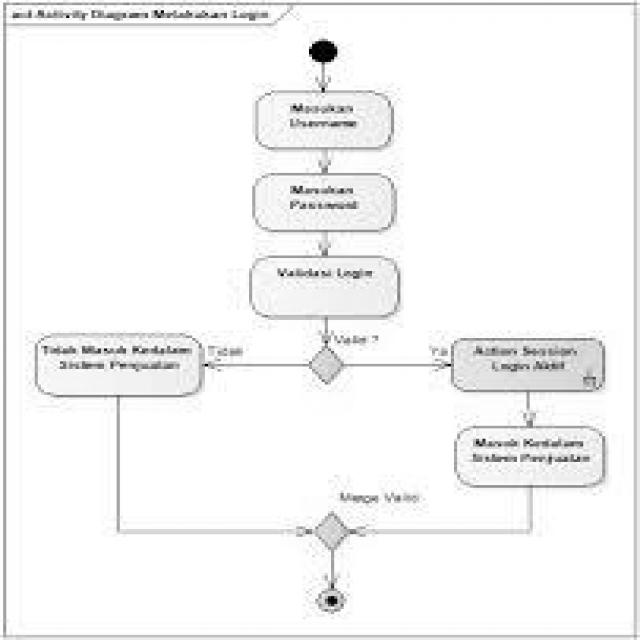 act Activity Diagram Melakukan Login
Masukan
Username
Masukan
Password
Validasi Login
Valid ?
Tidak
Ya
Tidak Masuk Kedalam
Sistem Penjualan
Action Session
Login Aktif
Masuk Kedalam
Sistem Penjualan
Merge Valid